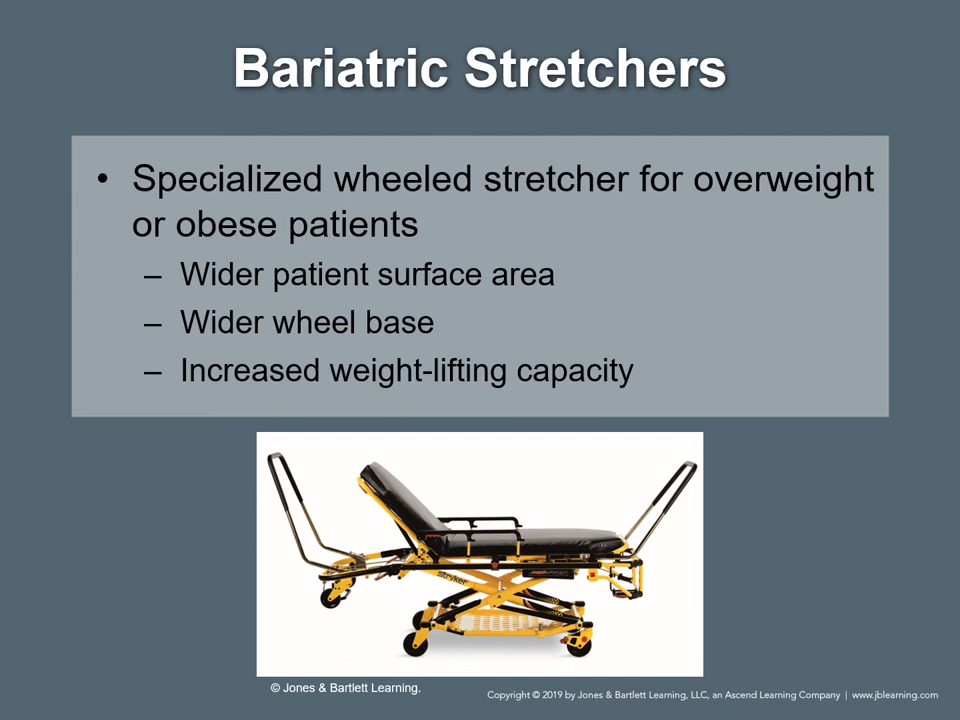 Bariatric Stretchers
• Specialized wheeled stretcher for overweight
or obese patients
– Wider patient surface area
– Wider wheel base
– Increased weight-lifting capacity
stryker
© Jones & Bartlett Learning.
Copyright © 2019 by Jones & Bartlett Learning, LLC, an Ascend Learning Company | www.jblearning.com